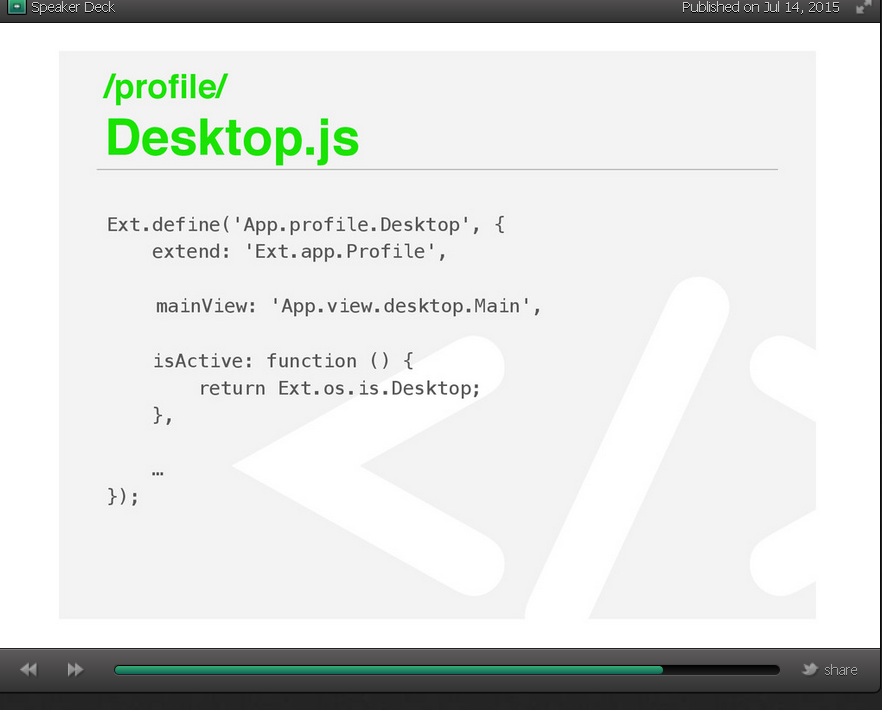 Speaker Deck
Published on Jul 14, 2015
/profile/
Desktop.js
Ext.define('App.profile.Desktop', {
    extend: 'Ext.app.Profile',
    mainView: 'App.view.desktop.Main',
    isActive: function () {
        return Ext.os.is.Desktop;
    },
    …
});
share